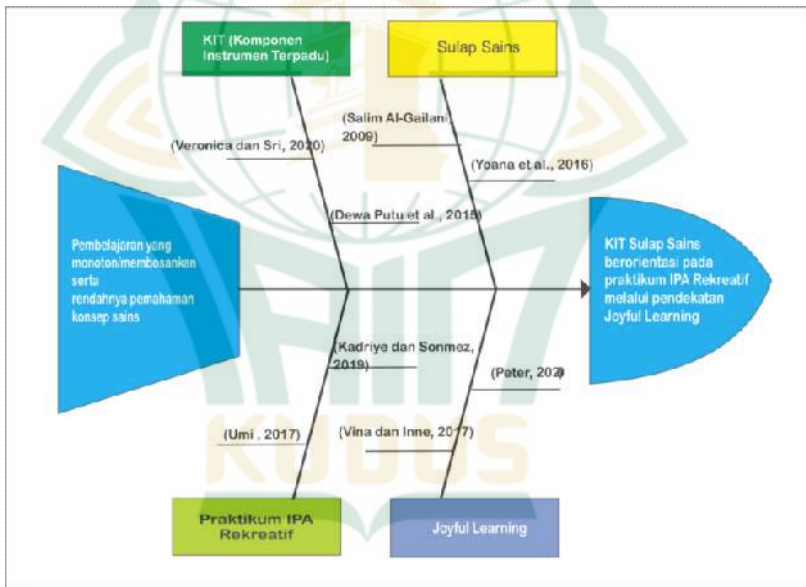 KIT (Komponen
Instrumen Terpadu)
Sulap Sains
(Salim Al-Gailani,
2009)
(Veronica dan Sri, 2020)
(Yoana et al., 2016)
(Dewa Putu et al., 2015)
Pembelajaran yang
monoton/membosankan
serta
rendahnya pemahaman
konsep sains
KIT Sulap Sains
berorientasi pada
praktikum IPA Rekreatif
melalui pendekatan
Joyful Learning
(Kadriye dan Sonmez,
2019)
(Umi , 2017)
(Vina dan Inne, 2017)
Praktikum IPA
Rekreatif
Joyful Learning
(Peter,
KUDUS